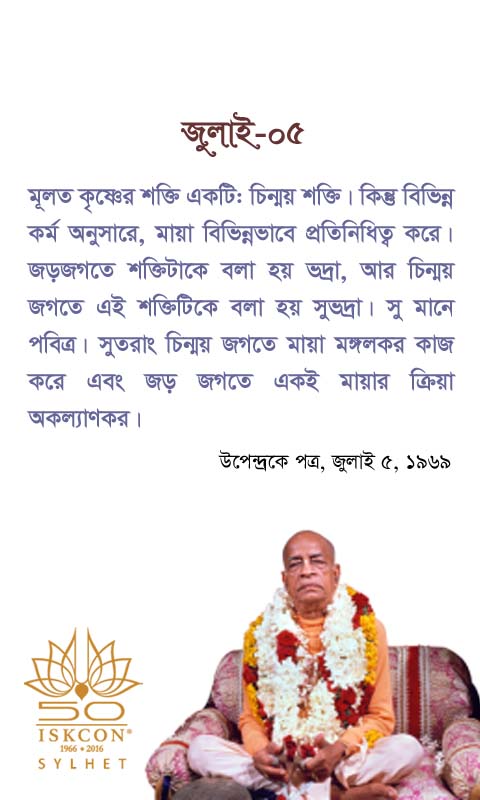 জুলাই-০৫
মূলত কৃষ্ণের শক্তি একটি: চিন্ময় শক্তি। কিন্তু বিভিন্ন
কর্ম অনুসারে, মায়া বিভিন্নভাবে প্রতিনিধিত্ব করে।
জড়জগতে শক্তিটাকে বলা হয় ভদ্রা, আর চিন্ময়
জগতে এই শক্তিটিকে বলা হয় সুভদ্রা। সু মানে
পবিত্র। সুতরাং চিন্ময় জগতে মায়া মঙ্গলকর কাজ
করে এবং জড় জগতে একই মায়ার ক্রিয়া
অকল্যাণকর।
উপেন্দ্রকে পত্র, জুলাই ৫, ১৯৬৯
50
ISKCON®
1966 • 2016
SYLHET